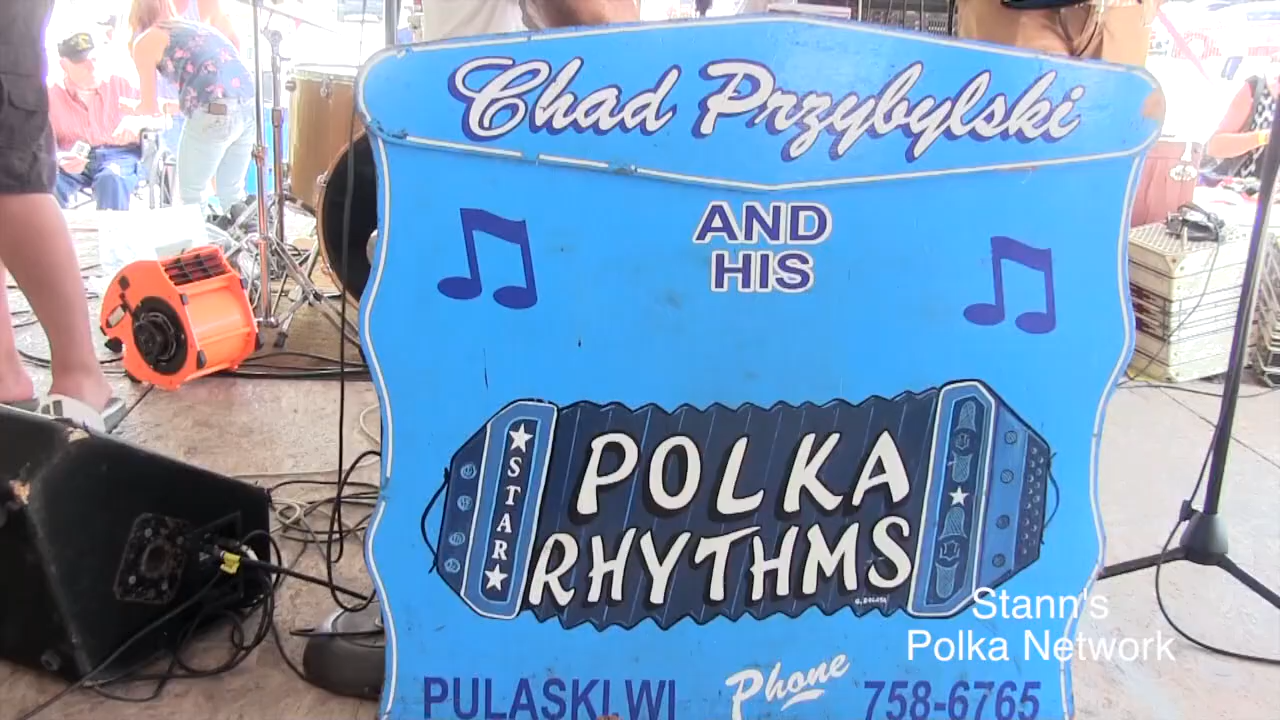 Chad Przybylski
AND
HIS
STAR
POLKA
RHYTHMS
Stann's
Polka Network
PULASKI, WI Phone 758-6765